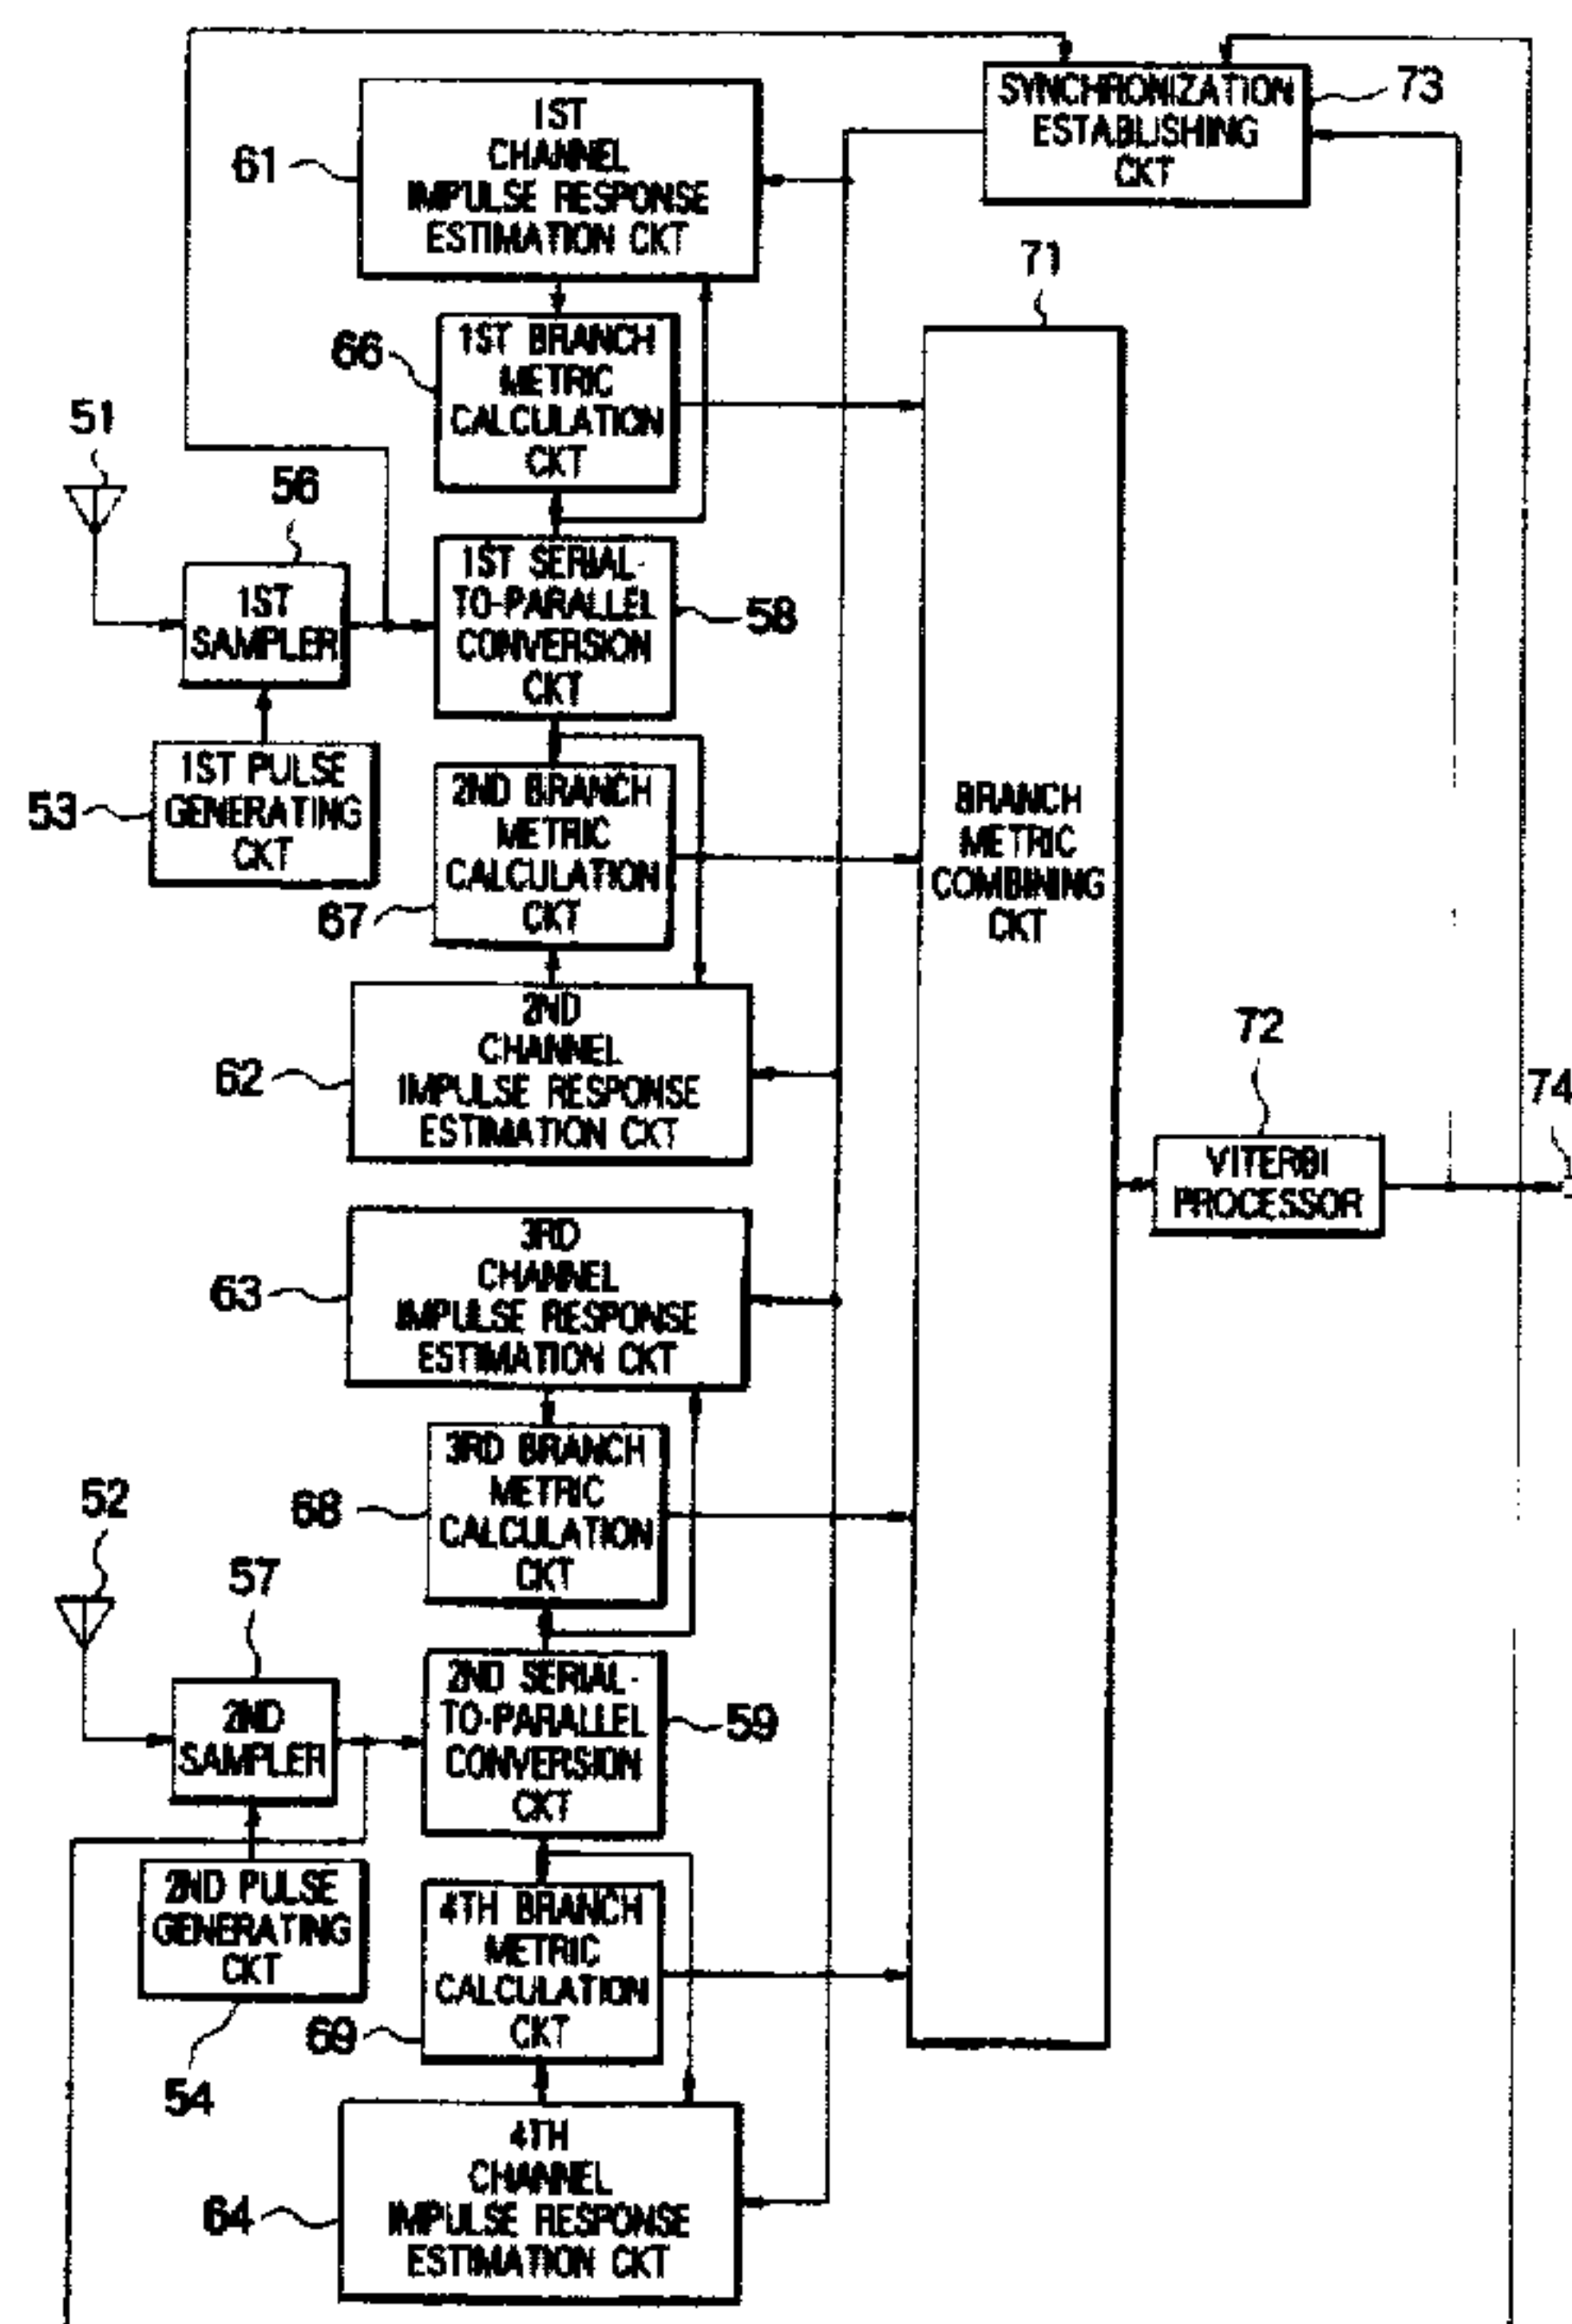 SYNCHRONIZATION
ESTABLISHING
CKT
73
1ST
CHANNEL
IMPULSE RESPONSE
ESTIMATION CKT
61
71
1ST BRANCH
METRIC
CALCULATION
CKT
66
51
56
1ST SERIAL-
TO-PARALLEL
CONVERSION
CKT
58
1ST
SAMPLER
1ST PULSE
GENERATING
CKT
53
2ND BRANCH
METRIC
CALCULATION
CKT
67
BRANCH
METRIC
COMBINING
CKT
2ND
CHANNEL
IMPULSE RESPONSE
ESTIMATION CKT
62
72
74
VITERBI
PROCESSOR
3RD
CHANNEL
IMPULSE RESPONSE
ESTIMATION CKT
63
3RD BRANCH
METRIC
CALCULATION
CKT
68
52
57
2ND SERIAL-
TO-PARALLEL
CONVERSION
CKT
59
2ND
SAMPLER
2ND PULSE
GENERATING
CKT
54
4TH BRANCH
METRIC
CALCULATION
CKT
69
4TH
CHANNEL
IMPULSE RESPONSE
ESTIMATION CKT
64